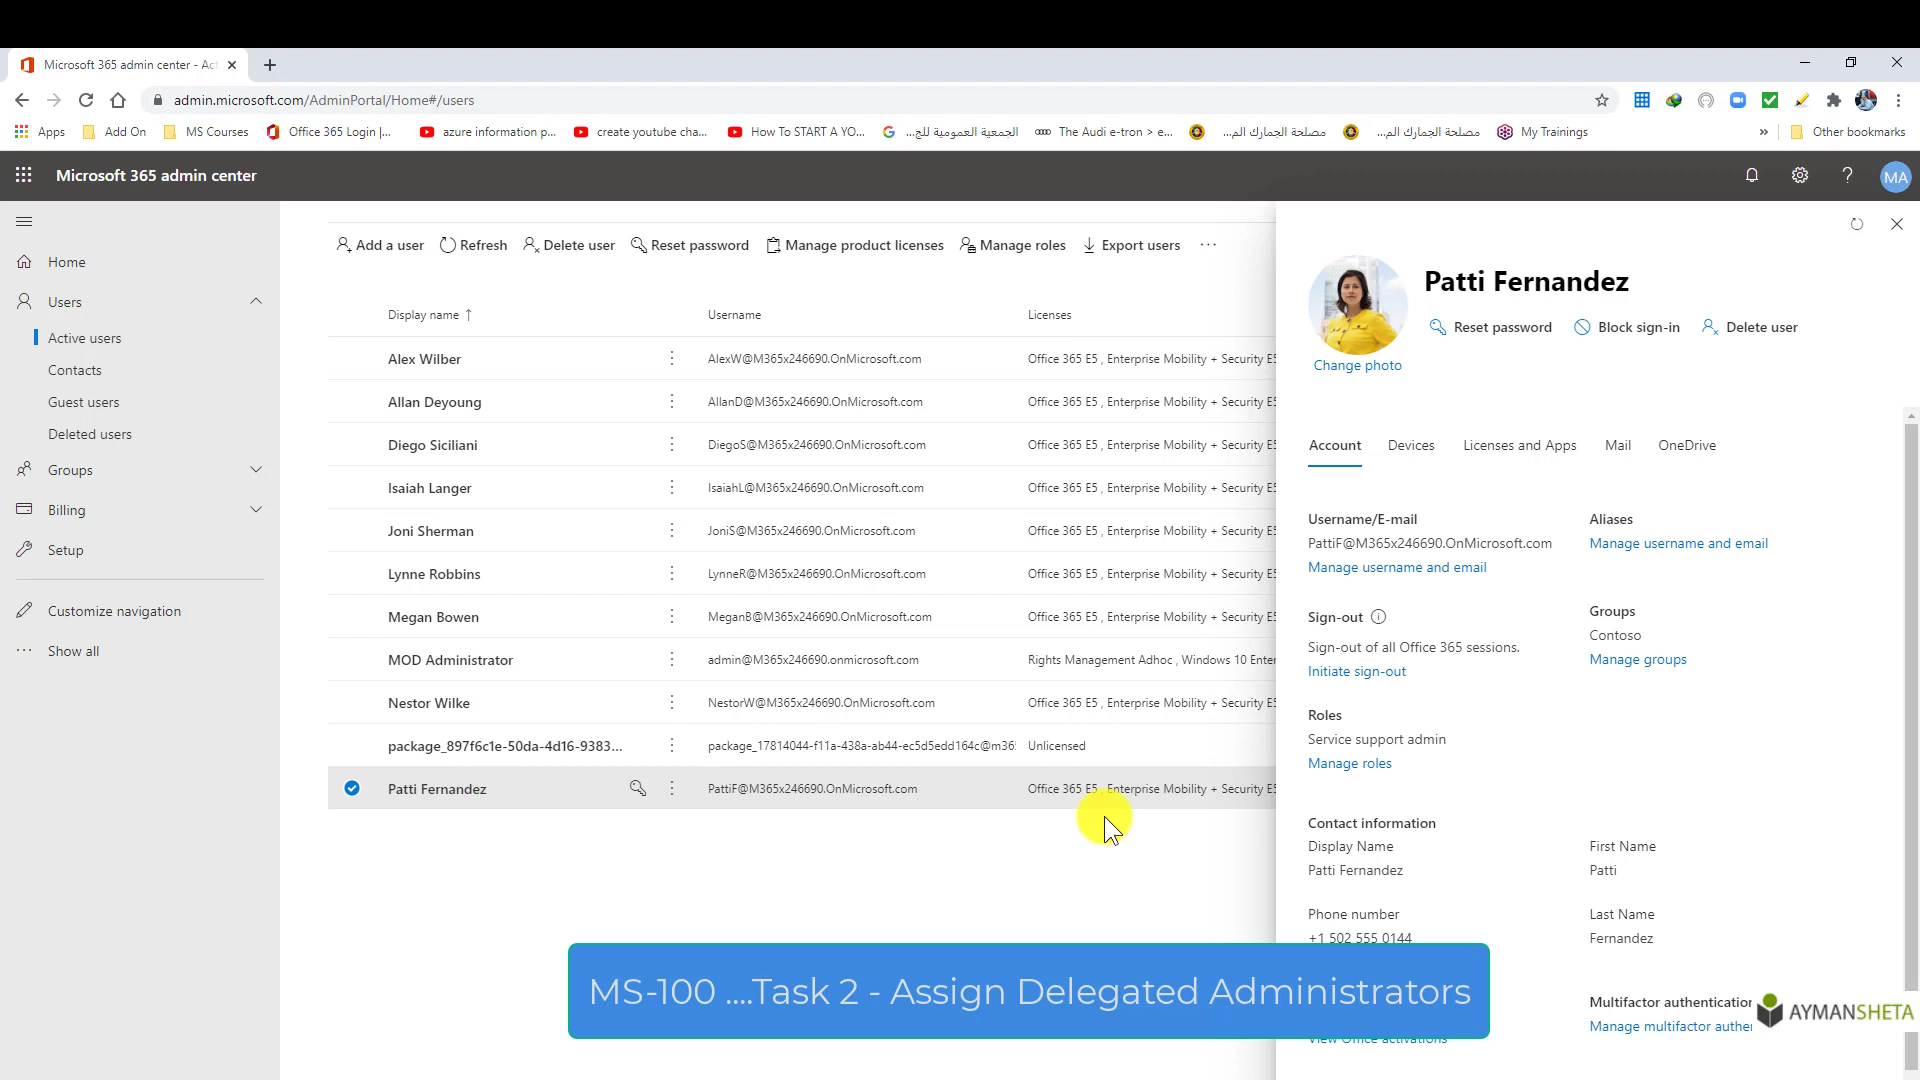 Microsoft 365 admin center - Act
admin.microsoft.com/AdminPortal/Home#/users
Apps
Add On
MS Courses
Office 365 Login |...
azure information p...
create youtube cha...
How To START A YO...
الجمعية العمومية للج...
The Audi e-tron > e...
مصلحة الجمارك الم...
مصلحة الجمارك الم...
My Trainings
»
Other bookmarks
Microsoft 365 admin center
MA
Home
Users
Active users
Contacts
Guest users
Deleted users
Groups
Billing
Setup
Customize navigation
Show all
Add a user
Refresh
Delete user
Reset password
Manage product licenses
Manage roles
Export users
Display name ↑
Username
Licenses
Alex Wilber
AlexW@M365x246690.OnMicrosoft.com
Office 365 E5 , Enterprise Mobility + Security E5
Allan Deyoung
AllanD@M365x246690.OnMicrosoft.com
Office 365 E5 , Enterprise Mobility + Security E5
Diego Siciliani
DiegoS@M365x246690.OnMicrosoft.com
Office 365 E5 , Enterprise Mobility + Security E5
Isaiah Langer
IsaiahL@M365x246690.OnMicrosoft.com
Office 365 E5 , Enterprise Mobility + Security E5
Joni Sherman
JoniS@M365x246690.OnMicrosoft.com
Office 365 E5 , Enterprise Mobility + Security E5
Lynne Robbins
LynneR@M365x246690.OnMicrosoft.com
Office 365 E5 , Enterprise Mobility + Security E5
Megan Bowen
MeganB@M365x246690.OnMicrosoft.com
Office 365 E5 , Enterprise Mobility + Security E5
MOD Administrator
admin@M365x246690.onmicrosoft.com
Rights Management Adhoc , Windows 10 Enter
Nestor Wilke
NestorW@M365x246690.OnMicrosoft.com
Office 365 E5 , Enterprise Mobility + Security E5
package_897f6c1e-50da-4d16-9383...
package_17814044-f11a-438a-ab44-ec5d5edd164c@m365
Unlicensed
Patti Fernandez
PattiF@M365x246690.OnMicrosoft.com
Office 365 E5 , Enterprise Mobility + Security E5
Patti Fernandez
Reset password
Block sign-in
Delete user
Change photo
Account
Devices
Licenses and Apps
Mail
OneDrive
Username/E-mail
PattiF@M365x246690.OnMicrosoft.com
Manage username and email
Aliases
Manage username and email
Sign-out
Sign-out of all Office 365 sessions.
Initiate sign-out
Groups
Contoso
Manage groups
Roles
Service support admin
Manage roles
Contact information
Display Name
Patti Fernandez
First Name
Patti
Phone number
+1 502 555 0144
Last Name
Fernandez
Multifactor authentication
Manage multifactor authen
View Office activations
MS-100 ....Task 2 - Assign Delegated Administrators
AYMANSHETA